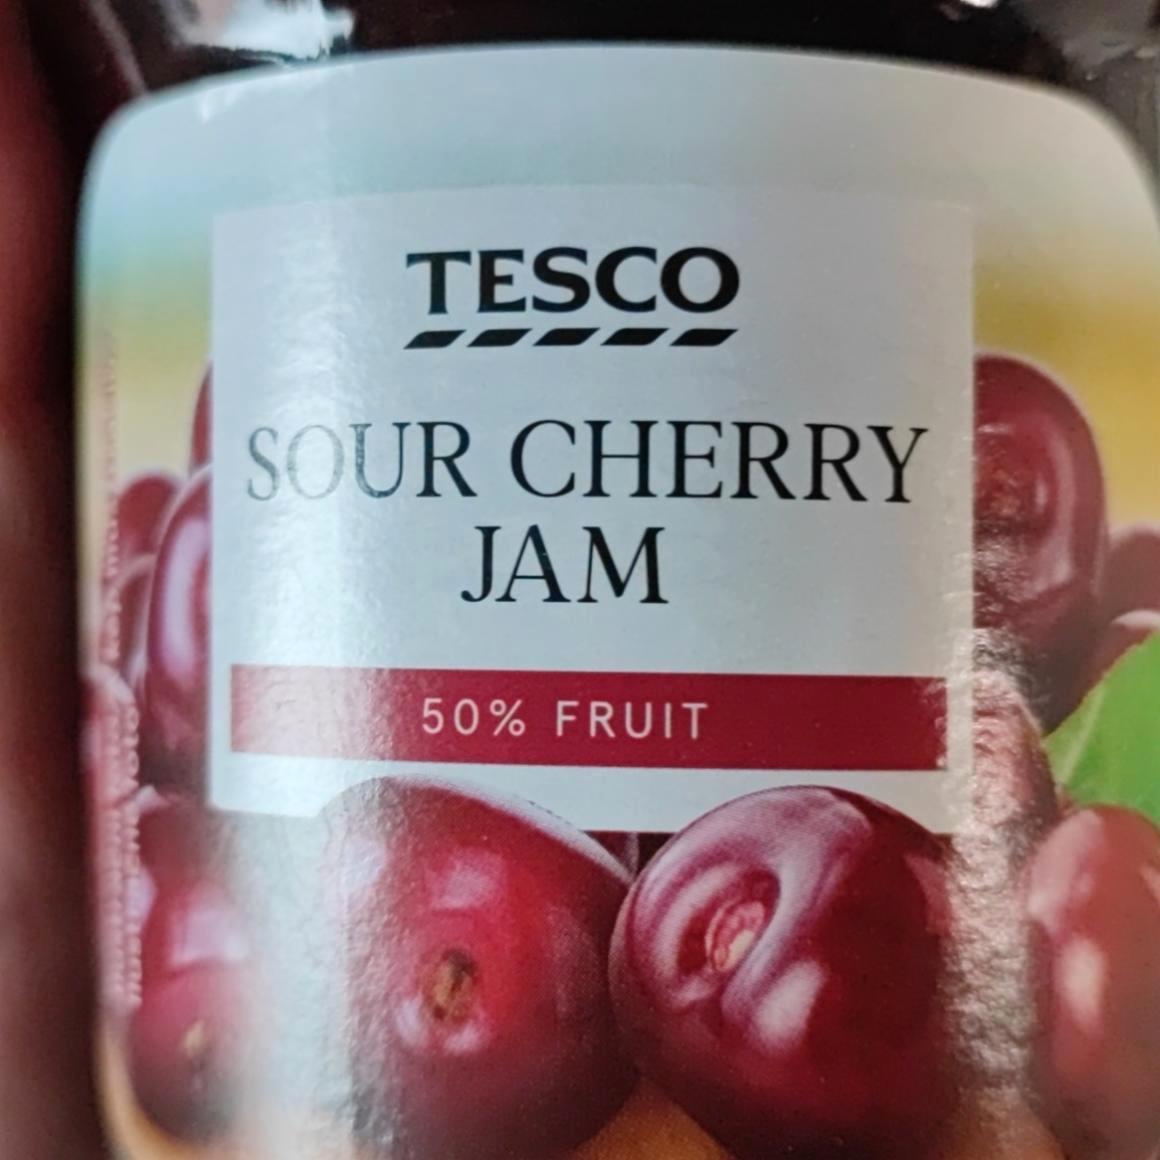 TESCO
SOUR CHERRY
JAM
50% FRUIT